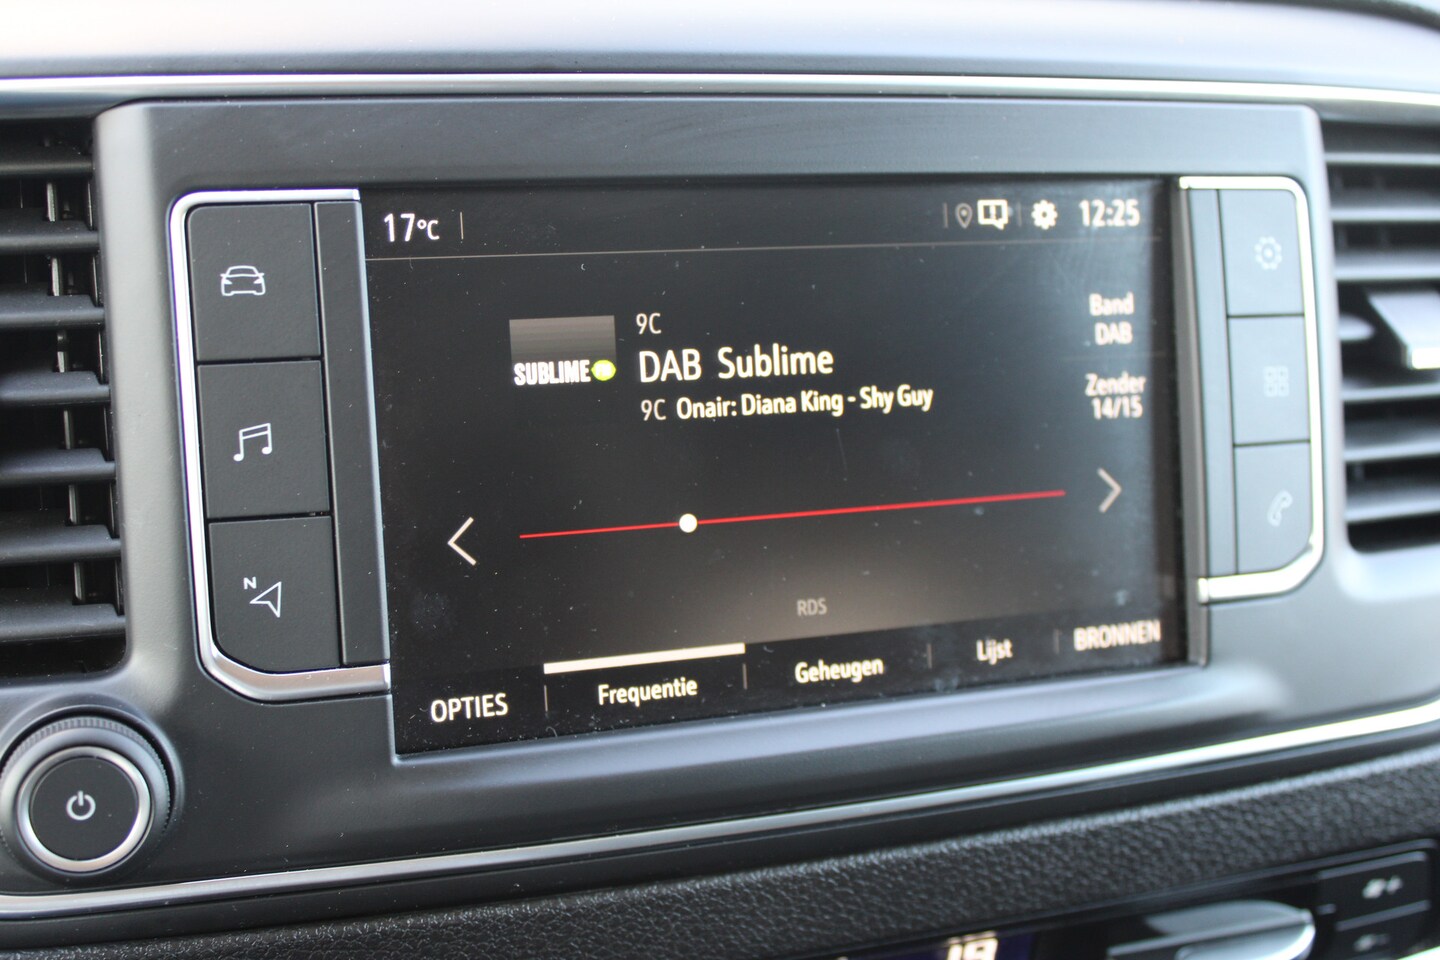 17°C
12:25
9C
DAB Sublime
9C Onair: Diana King - Shy Guy
SUBLIME
Band
DAB
Zender
14/15
N
RDS
OPTIES
Frequentie
Geheugen
Lijst
BRONNEN
19